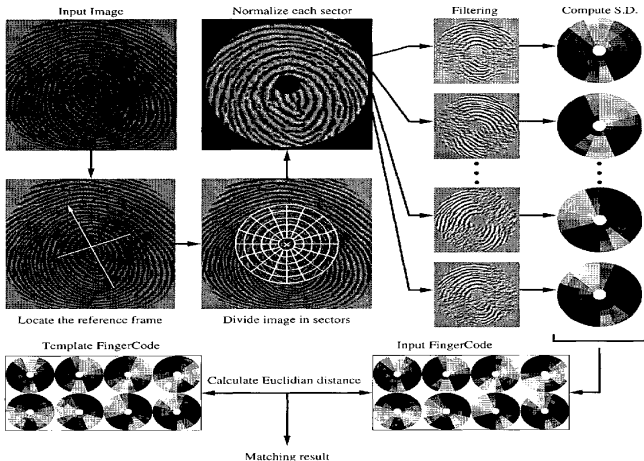 Input Image
Normalize each sector
Filtering
Compute S.D.
Locate the reference frame
Divide image in sectors
Template FingerCode
Input FingerCode
Calculate Euclidian distance
Matching result